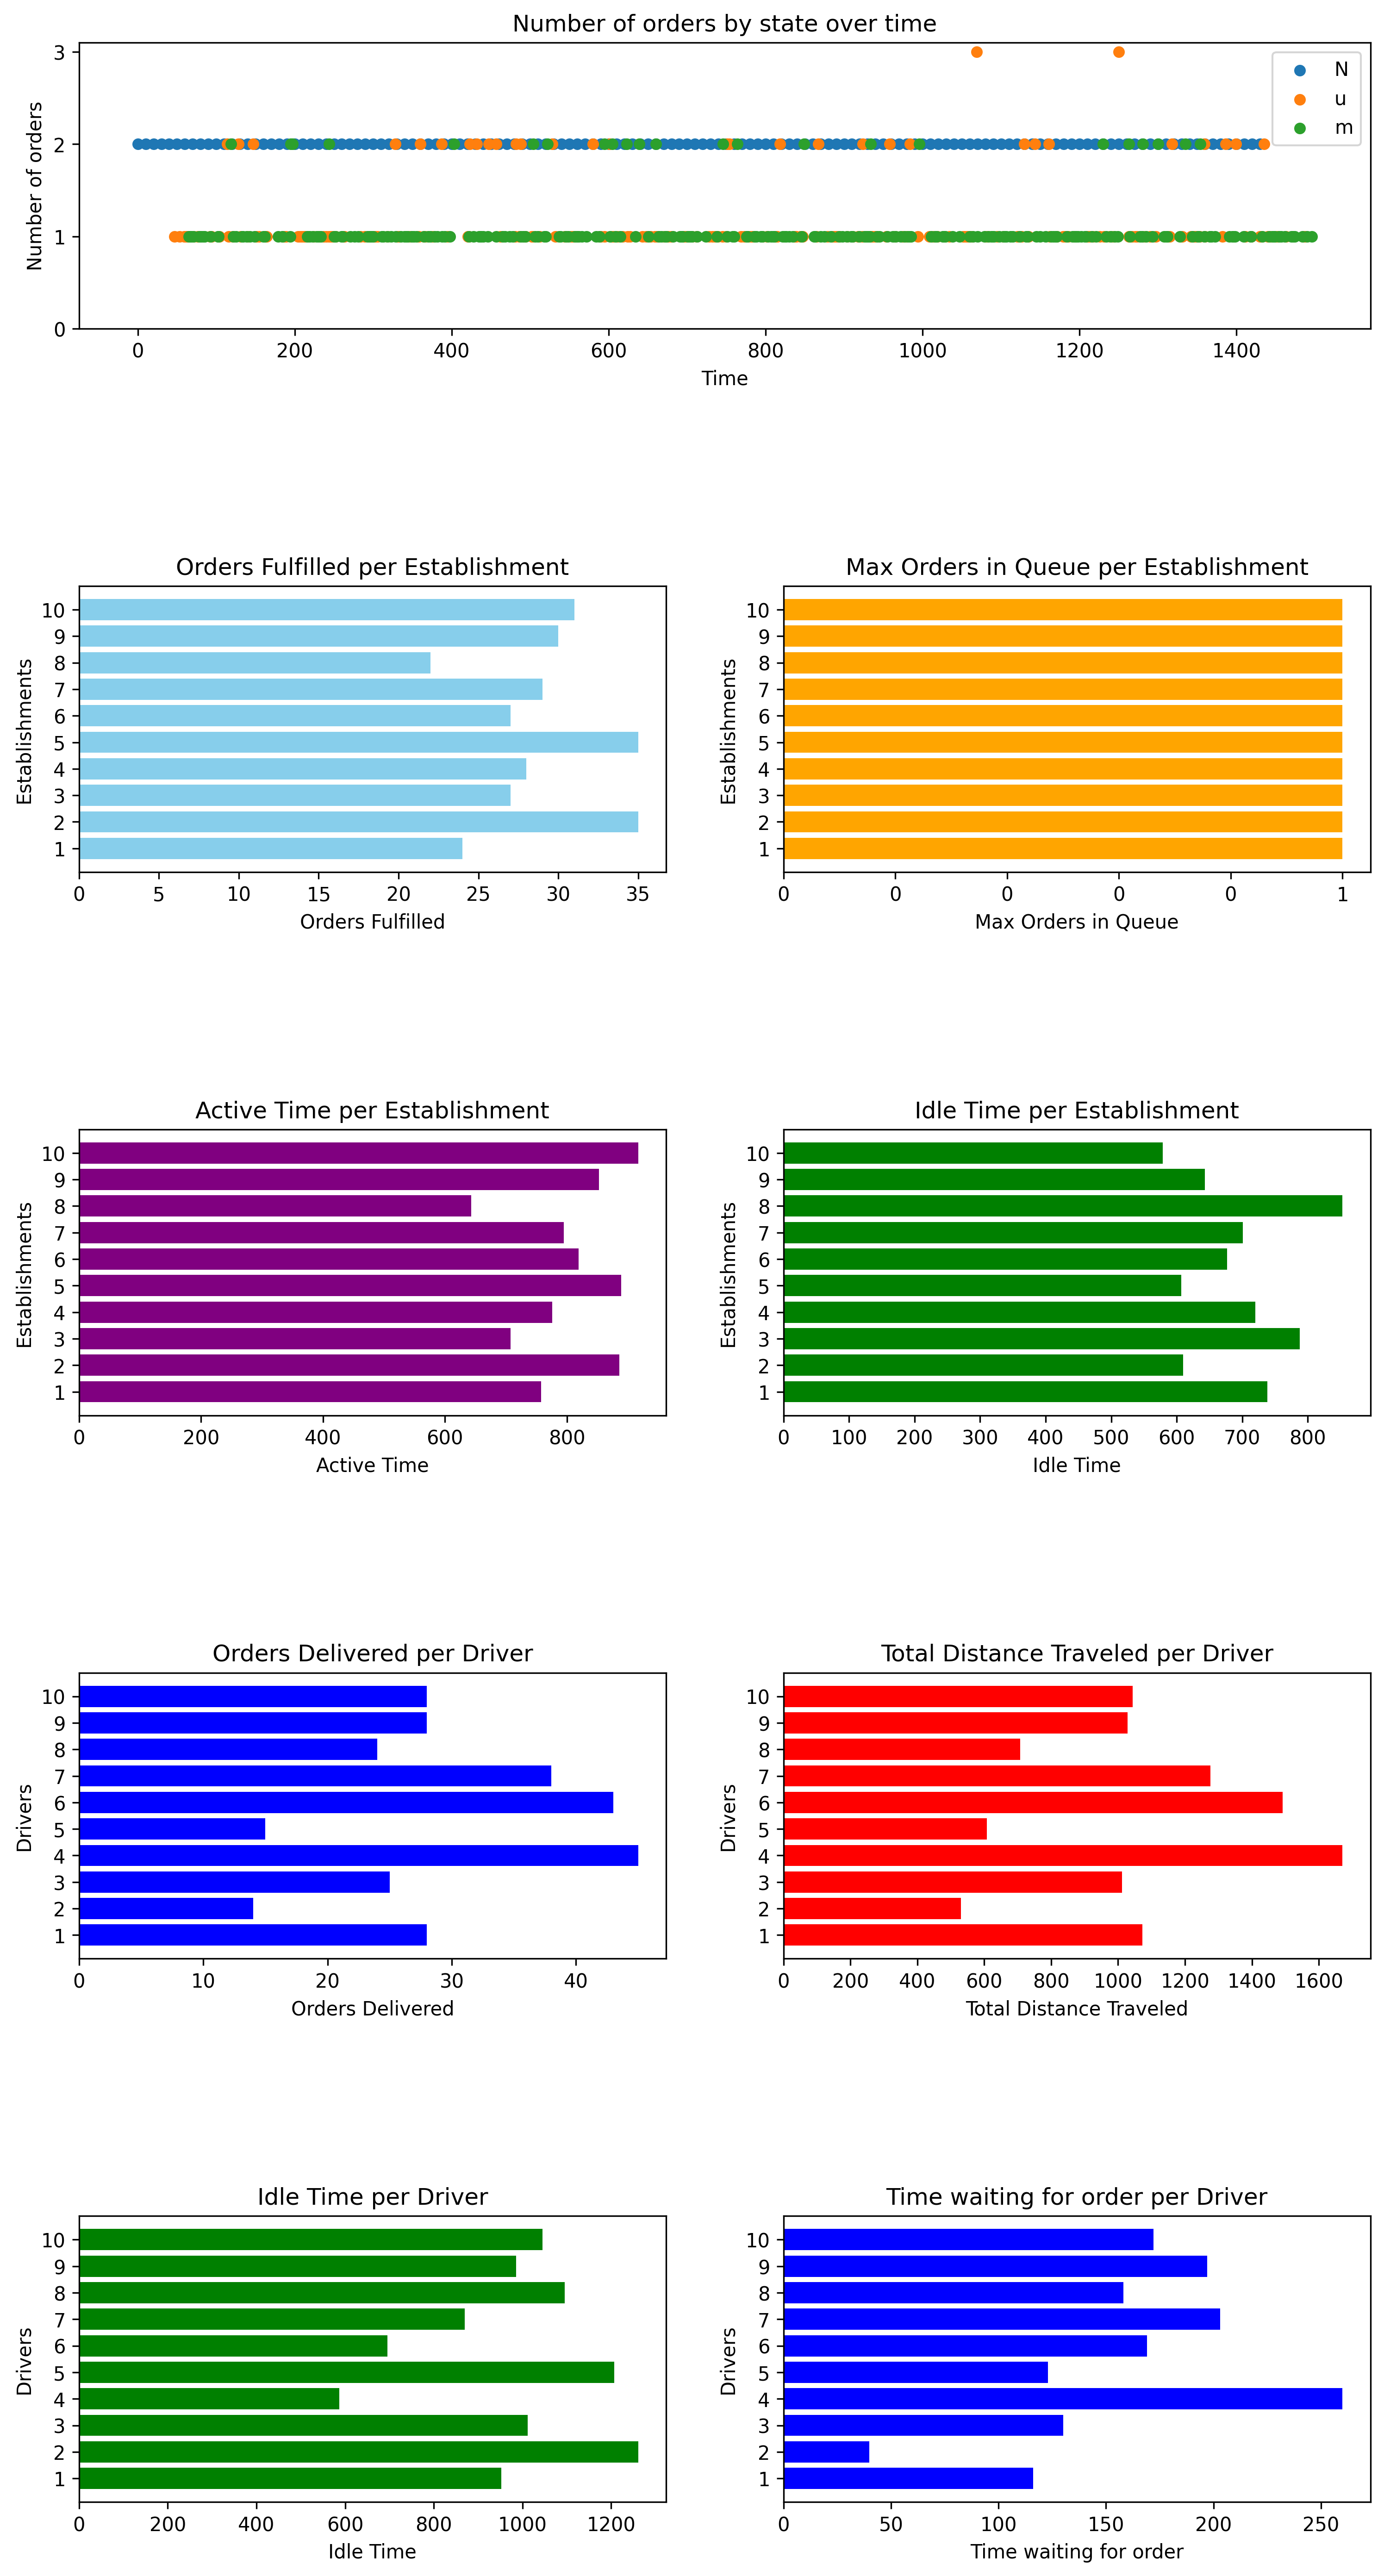 Number of orders by state over time
Number of orders
3
2
1
0
N
u
m
0 200 400 600 800 1000 1200 1400
Time
Orders Fulfilled per Establishment
Establishments
10
9
8
7
6
5
4
3
2
1
0 5 10 15 20 25 30 35
Orders Fulfilled
Max Orders in Queue per Establishment
Establishments
10
9
8
7
6
5
4
3
2
1
0 0 0 0 0 1
Max Orders in Queue
Active Time per Establishment
Establishments
10
9
8
7
6
5
4
3
2
1
0 200 400 600 800
Active Time
Idle Time per Establishment
Establishments
10
9
8
7
6
5
4
3
2
1
0 100 200 300 400 500 600 700 800
Idle Time
Orders Delivered per Driver
Drivers
10
9
8
7
6
5
4
3
2
1
0 10 20 30 40
Orders Delivered
Total Distance Traveled per Driver
Drivers
10
9
8
7
6
5
4
3
2
1
0 200 400 600 800 1000 1200 1400 1600
Total Distance Traveled
Idle Time per Driver
Drivers
10
9
8
7
6
5
4
3
2
1
0 200 400 600 800 1000 1200
Idle Time
Time waiting for order per Driver
Drivers
10
9
8
7
6
5
4
3
2
1
0 50 100 150 200 250
Time waiting for order